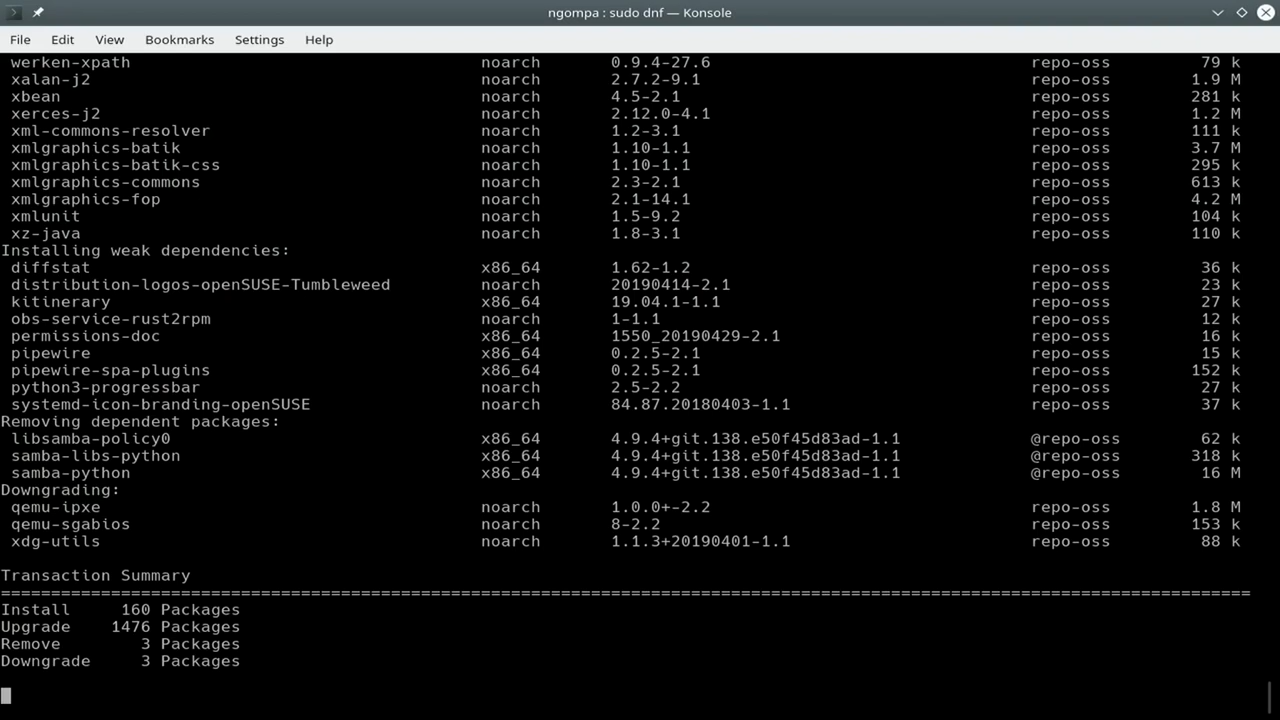 ngompa : sudo dnf — Konsole
File Edit View Bookmarks Settings Help
werken-xpath noarch 0.9.4-27.6 repo-oss 79 k
xalan-j2 noarch 2.7.2-9.1 repo-oss 1.9 M
xbean noarch 4.5-2.1 repo-oss 281 k
xerces-j2 noarch 2.12.0-4.1 repo-oss 1.2 M
xml-commons-resolver noarch 1.2-3.1 repo-oss 111 k
xmlgraphics-batik noarch 1.10-1.1 repo-oss 3.7 M
xmlgraphics-batik-css noarch 1.10-1.1 repo-oss 295 k
xmlgraphics-commons noarch 2.3-2.1 repo-oss 613 k
xmlgraphics-fop noarch 2.1-14.1 repo-oss 4.2 M
xmlunit noarch 1.5-9.2 repo-oss 104 k
xz-java noarch 1.8-3.1 repo-oss 110 k
Installing weak dependencies:
diffstat x86_64 1.62-1.2 repo-oss 36 k
distribution-logos-openSUSE-Tumbleweed noarch 20190414-2.1 repo-oss 23 k
kitinerary x86_64 19.04.1-1.1 repo-oss 27 k
obs-service-rust2rpm noarch 1-1.1 repo-oss 12 k
permissions-doc x86_64 1550_20190429-2.1 repo-oss 16 k
pipewire x86_64 0.2.5-2.1 repo-oss 15 k
pipewire-spa-plugins x86_64 0.2.5-2.1 repo-oss 152 k
python3-progressbar noarch 2.5-2.2 repo-oss 27 k
systemd-icon-branding-openSUSE noarch 84.87.20180403-1.1 repo-oss 37 k
Removing dependent packages:
libsamba-policy0 x86_64 4.9.4+git.138.e50f45d83ad-1.1 @repo-oss 62 k
samba-libs-python x86_64 4.9.4+git.138.e50f45d83ad-1.1 @repo-oss 318 k
samba-python x86_64 4.9.4+git.138.e50f45d83ad-1.1 @repo-oss 16 M
Downgrading:
qemu-ipxe noarch 1.0.0+-2.2 repo-oss 1.8 M
qemu-sgabios noarch 8-2.2 repo-oss 153 k
xdg-utils noarch 1.1.3+20190401-1.1 repo-oss 88 k
Transaction Summary
=============================================================================================================================
Install 160 Packages
Upgrade 1476 Packages
Remove 3 Packages
Downgrade 3 Packages